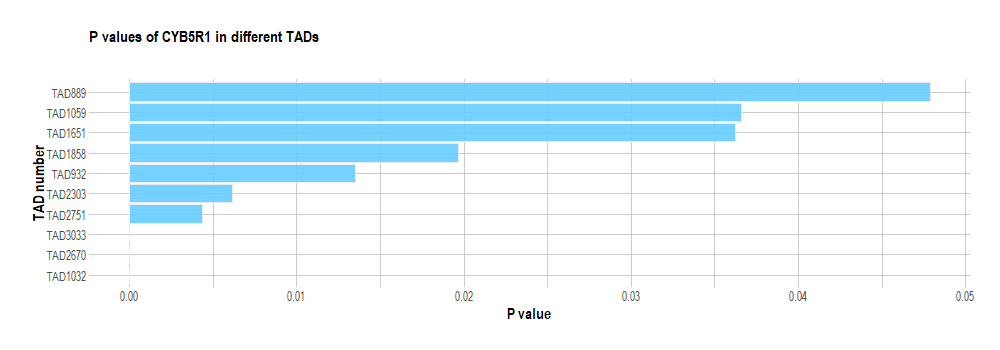 P values of CYB5R1 in different TADs
TAD889
TAD1059
TAD1651
TAD1858
TAD932
TAD2303
TAD2751
TAD3033
TAD2670
TAD1032
TAD number
0.00 0.01 0.02 0.03 0.04 0.05
P value